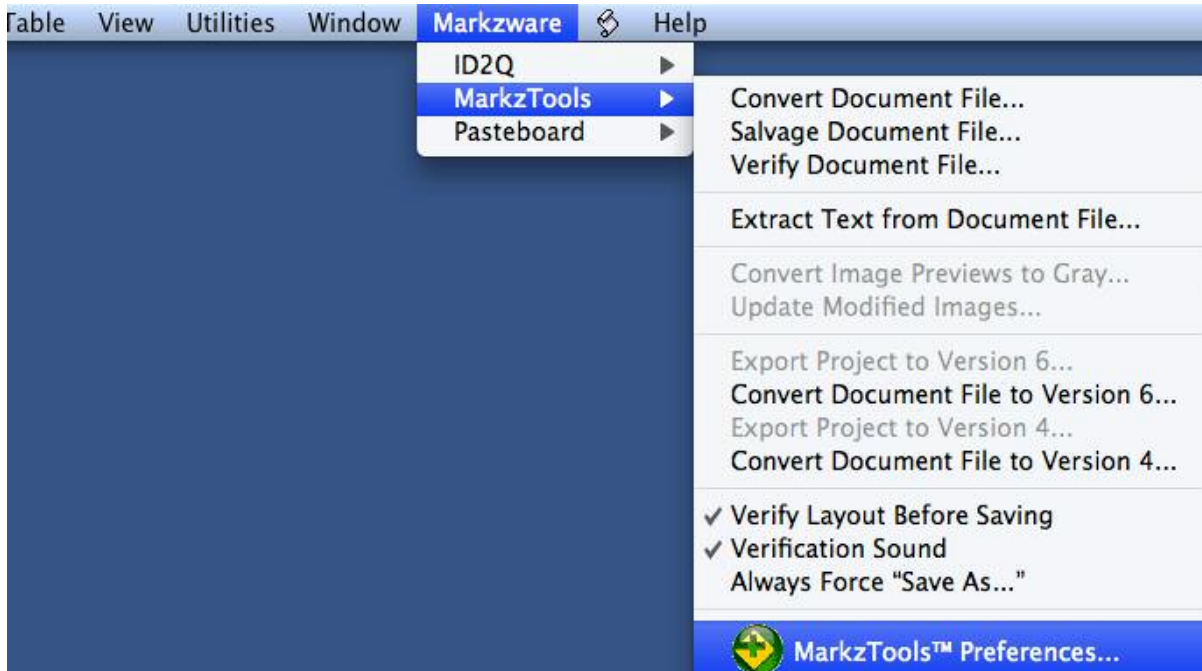 Table View Utilities Window Markzware Help
ID2Q
MarkzTools
Pasteboard
Convert Document File...
Salvage Document File...
Verify Document File...
Extract Text from Document File...
Convert Image Previews to Gray...
Update Modified Images...
Export Project to Version 6...
Convert Document File to Version 6...
Export Project to Version 4...
Convert Document File to Version 4...
Verify Layout Before Saving
Verification Sound
Always Force “Save As...”
MarkzTools™ Preferences...